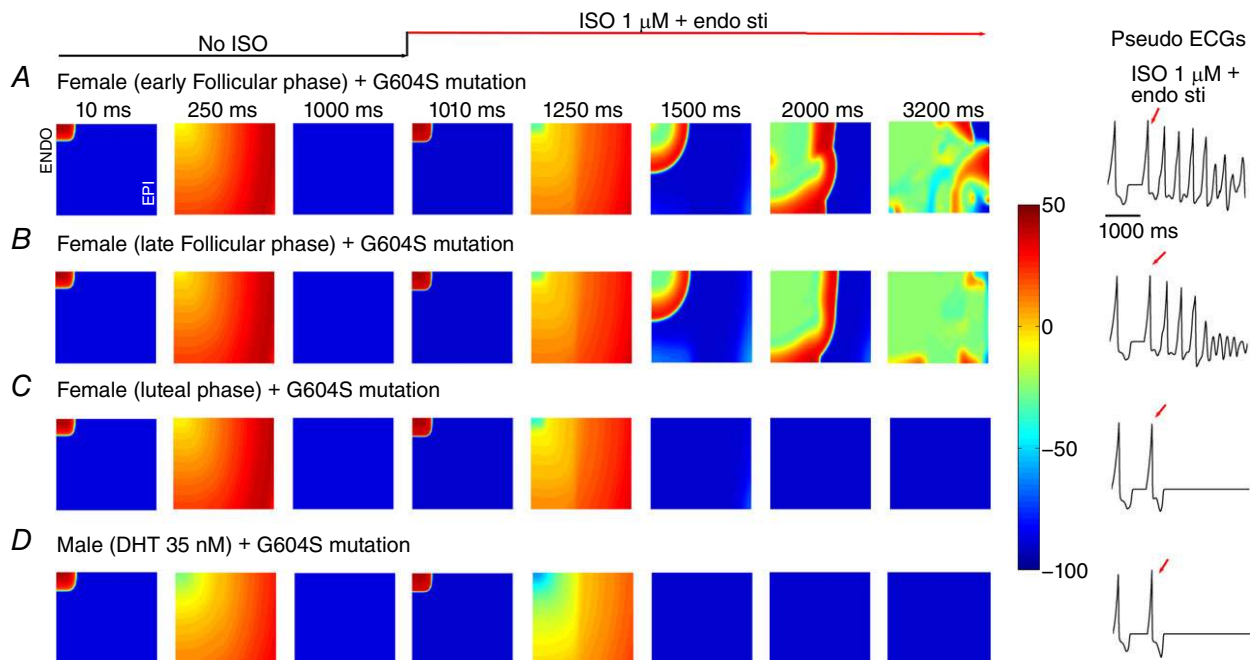 No ISO
ISO 1 μM + endo sti
Pseudo ECGs
ISO 1 μM +
endo sti
A Female (early Follicular phase) + G604S mutation
10 ms 250 ms 1000 ms 1010 ms 1250 ms 1500 ms 2000 ms 3200 ms
ENDO
EPI
1000 ms
B Female (late Follicular phase) + G604S mutation
C Female (luteal phase) + G604S mutation
D Male (DHT 35 nM) + G604S mutation
50
0
−50
−100